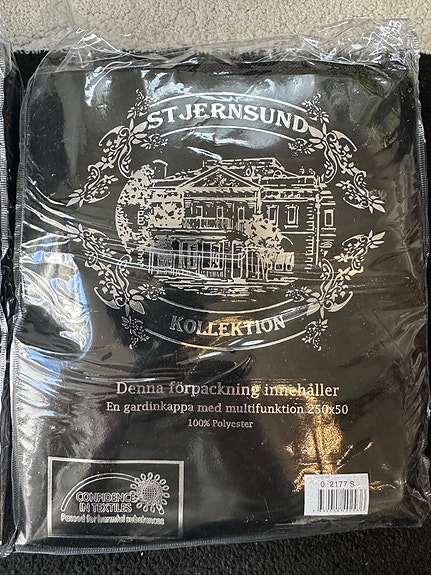 STJERNSUND
KOLLEKTION
Denna förpackning innehåller
En gardinkappa med multifunktion 250x50
100% Polyester
CONFIDENCE
IN TEXTILES
Passed for harmful substances
0 2177 S